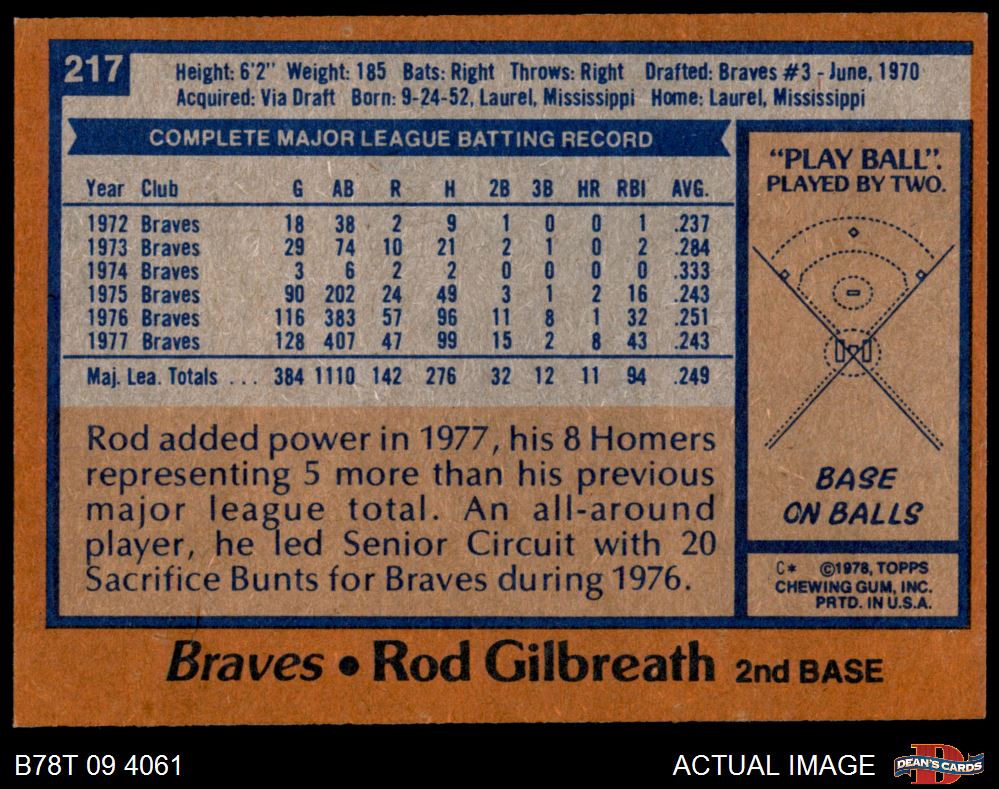 217
Height: 6'2" Weight: 185 Bats: Right Throws: Right Drafted: Braves #3 - June, 1970
Acquired: Via Draft Born: 9-24-52, Laurel, Mississippi Home: Laurel, Mississippi
COMPLETE MAJOR LEAGUE BATTING RECORD
Year Club G AB R H 2B 3B HR RBI AVG.
1972 Braves 18 38 2 9 1 0 0 1 .237
1973 Braves 29 74 10 21 2 1 0 2 .284
1974 Braves 3 6 2 2 0 0 0 0 .333
1975 Braves 90 202 24 49 3 1 2 16 .243
1976 Braves 116 383 57 96 11 8 1 32 .251
1977 Braves 128 407 47 99 15 2 8 43 .243
Maj. Lea. Totals ... 384 1110 142 276 32 12 11 94 .249
Rod added power in 1977, his 8 Homers
representing 5 more than his previous
major league total. An all-around
player, he led Senior Circuit with 20
Sacrifice Bunts for Braves during 1976.
"PLAY BALL".
PLAYED BY TWO.
BASE
ON BALLS
C* ©1978, TOPPS
CHEWING GUM, INC.
PRTD. IN U.S.A.
Braves • Rod Gilbreath 2nd BASE
B78T 09 4061
ACTUAL IMAGE
DEAN'S CARDS